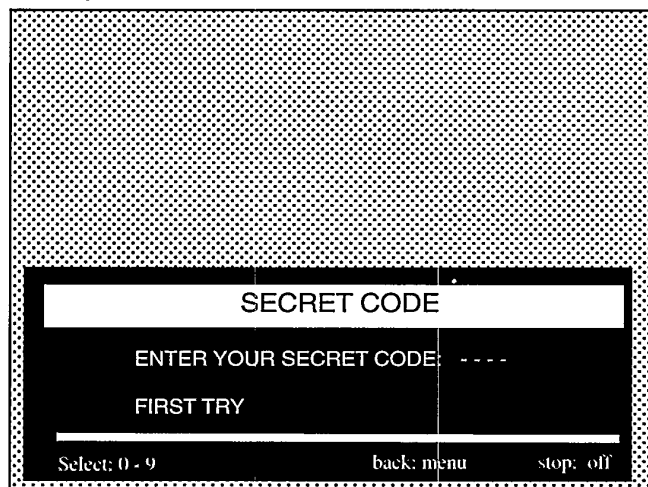 SECRET CODE
ENTER YOUR SECRET CODE: - - - -
FIRST TRY
Select: 0 - 9 back: menu stop: off